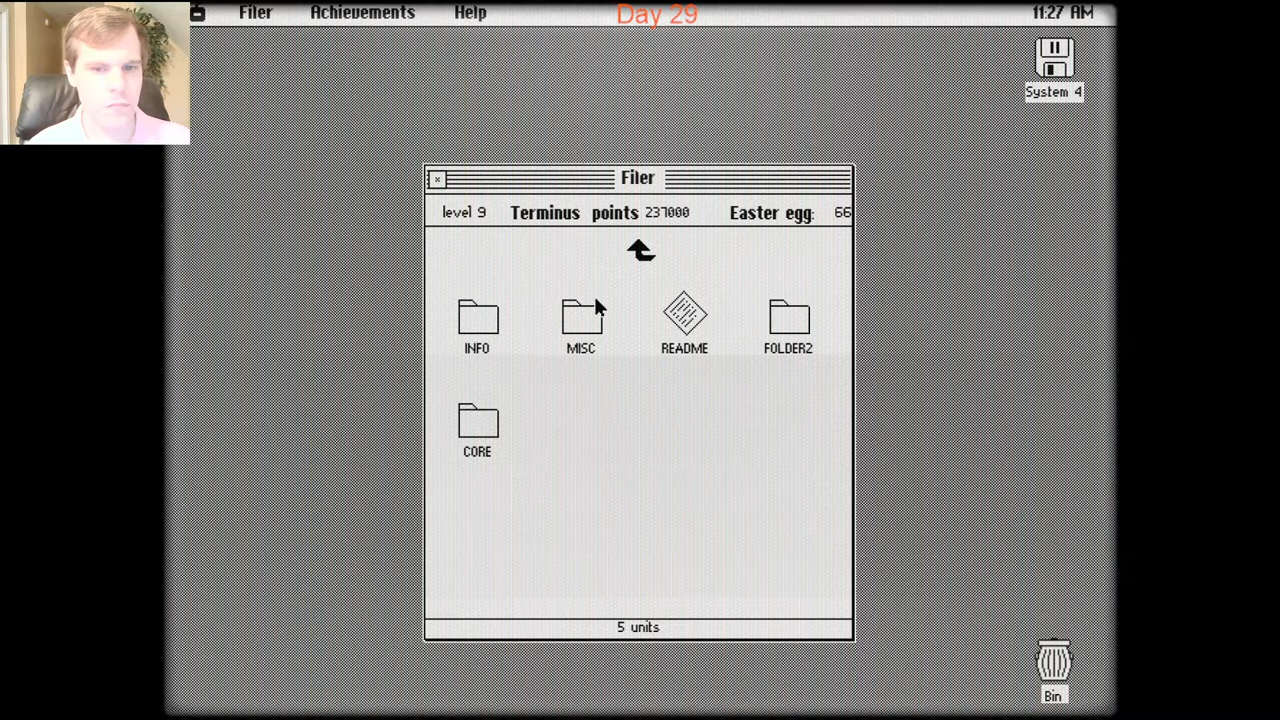 Filer Achievements Help Day 29 11:27 AM
System 4
Filer
level 9 Terminus points 237000 Easter egg: 66
INFO MISC README FOLDER2
CORE
5 units
Bin